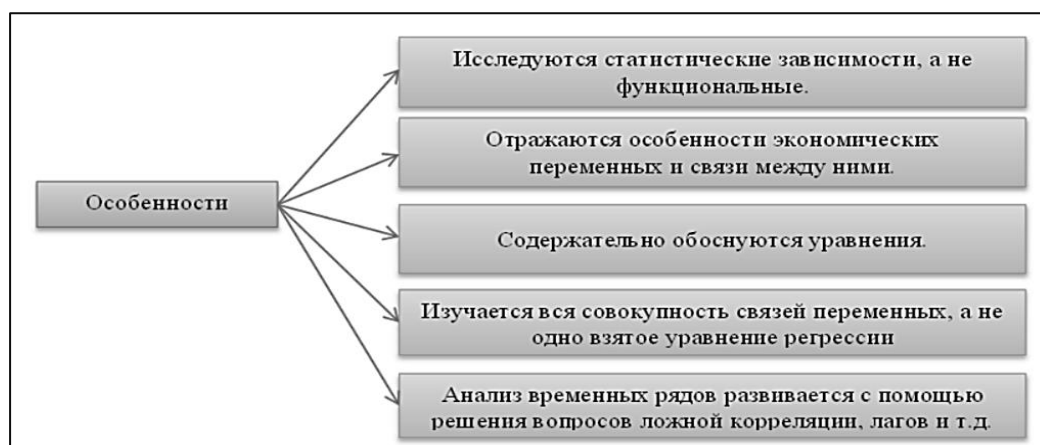 Исследуются статистические зависимости, а не
функциональные.
Отражаются особенности экономических
переменных и связи между ними.
Особенности
Содержательно обоснуются уравнения.
Изучается вся совокупность связей переменных, а не
одно взятое уравнение регрессии
Анализ временных рядов развивается с помощью
решения вопросов ложной корреляции, лагов и т.д.